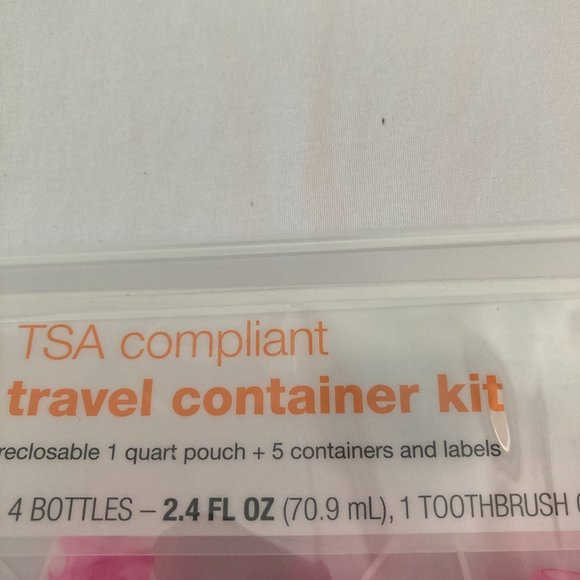 TSA compliant
travel container kit
reclosable 1 quart pouch + 5 containers and labels
4 BOTTLES – 2.4 FL OZ (70.9 mL), 1 TOOTHBRUSH